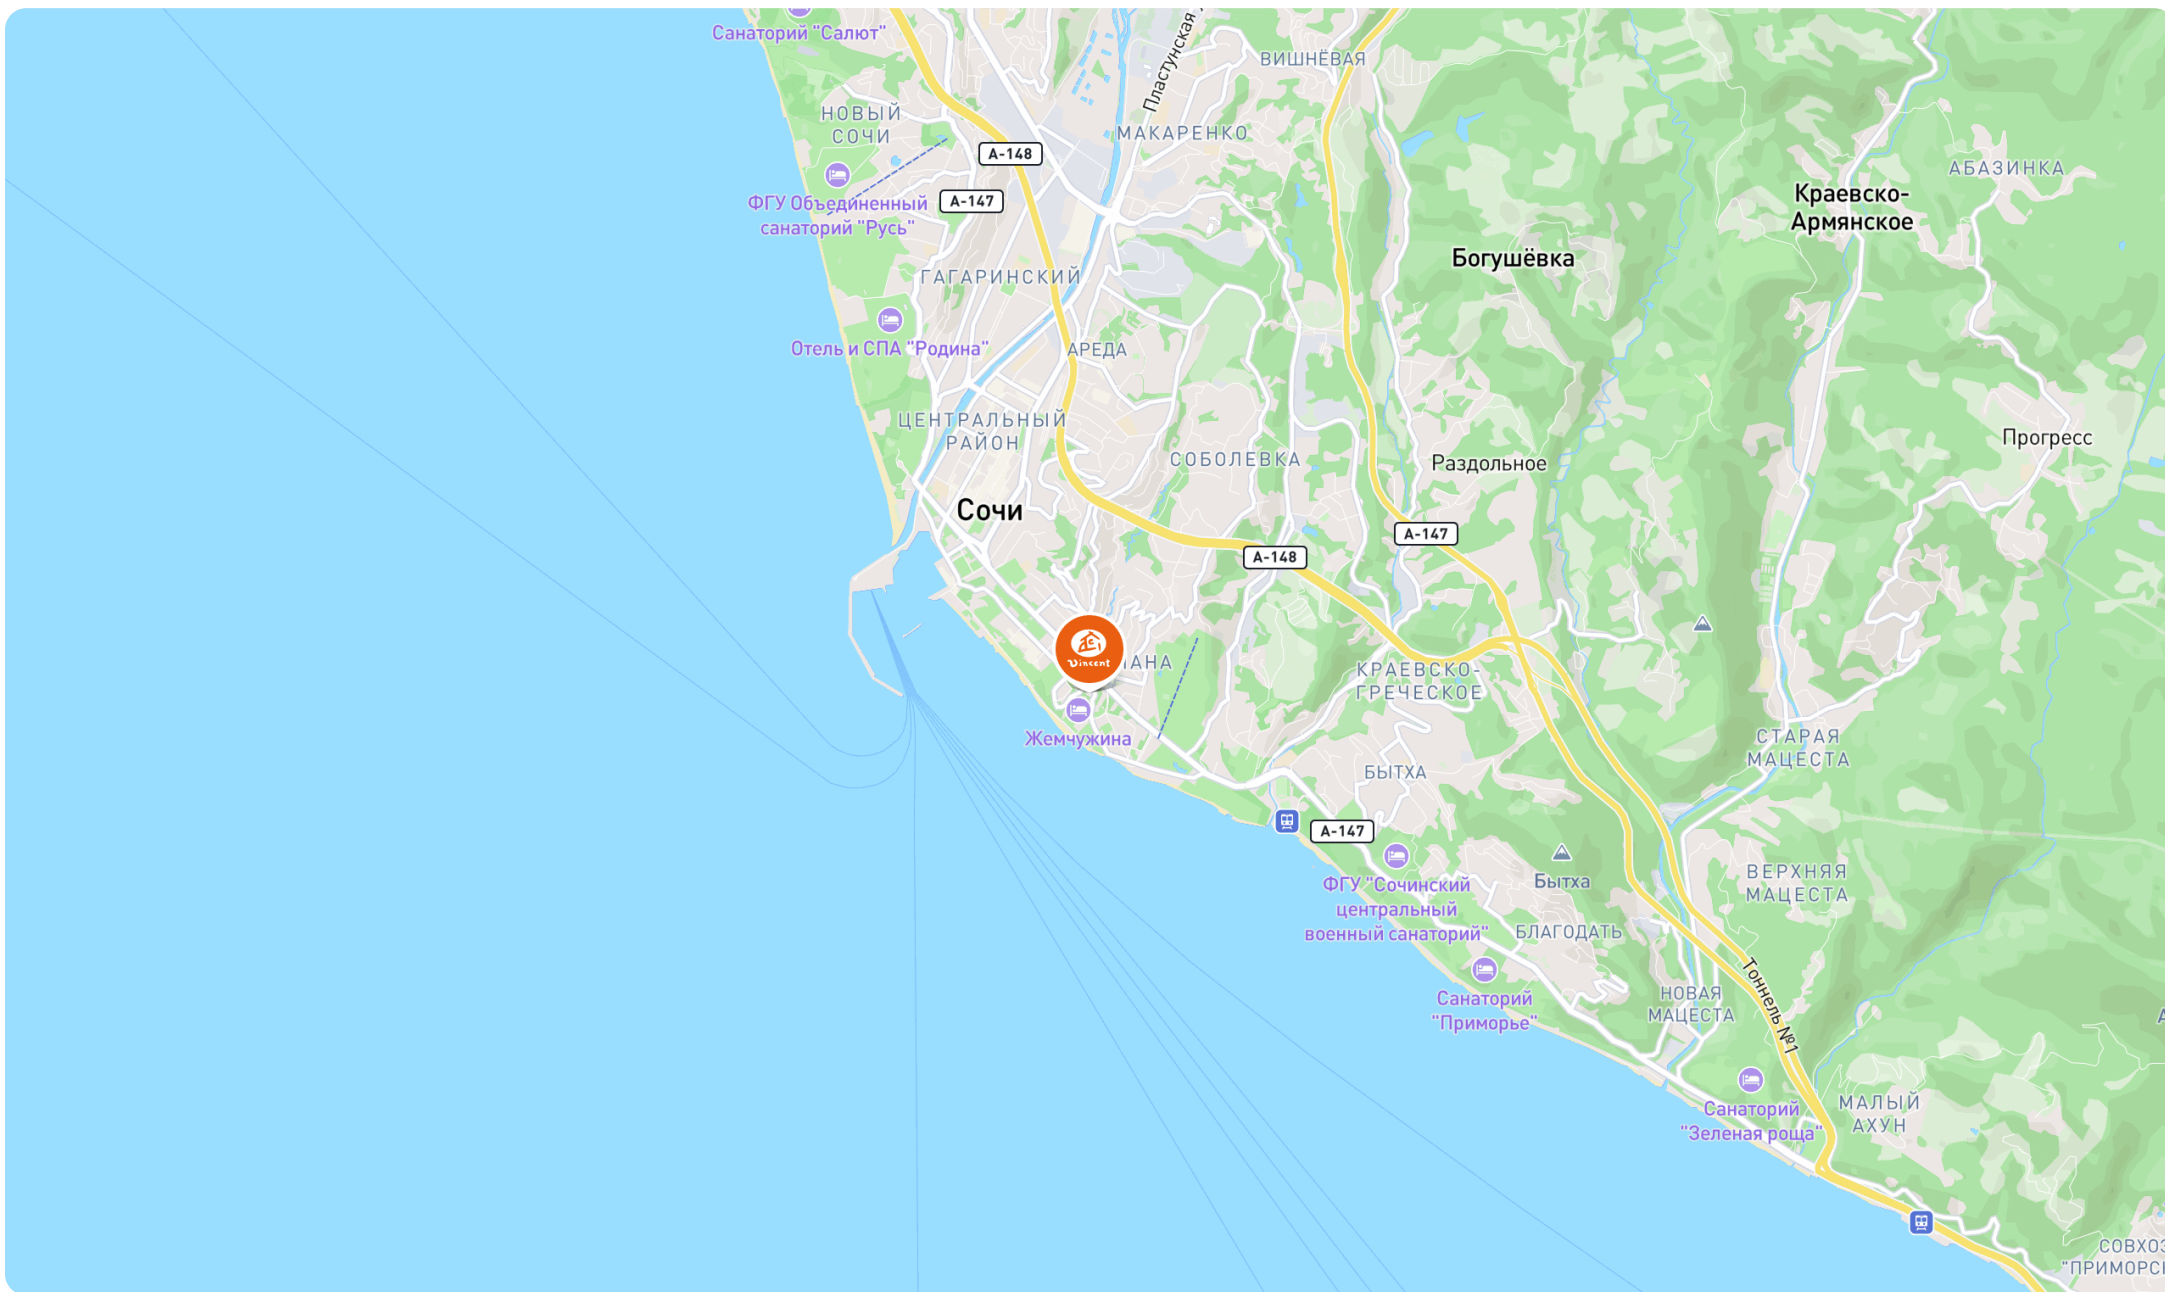 Санаторий "Салют"
Пластунская
ВИШНЁВАЯ
НОВЫЙ
СОЧИ
МАКАРЕНКО
А-148
АБАЗИНКА
ФГУ Объединенный
санаторий "Русь"
А-147
Краевско-
Армянское
Богушёвка
ГАГАРИНСКИЙ
Отель и СПА "Родина"
АРЕДА
ЦЕНТРАЛЬНЫЙ
РАЙОН
СОБОЛЕВКА
Раздольное
Прогресс
Сочи
А-148
А-147
Vincent
КРАЕВСКО-
ГРЕЧЕСКОЕ
Жемчужина
СТАРАЯ
МАЦЕСТА
БЫТХА
А-147
ФГУ "Сочинский
центральный
военный санаторий"
Бытха
ВЕРХНЯЯ
МАЦЕСТА
БЛАГОДАТЬ
Санаторий
"Приморье"
НОВАЯ
МАЦЕСТА
Тоннель №1
Санаторий
"Зеленая роща"
МАЛЫЙ
АХУН